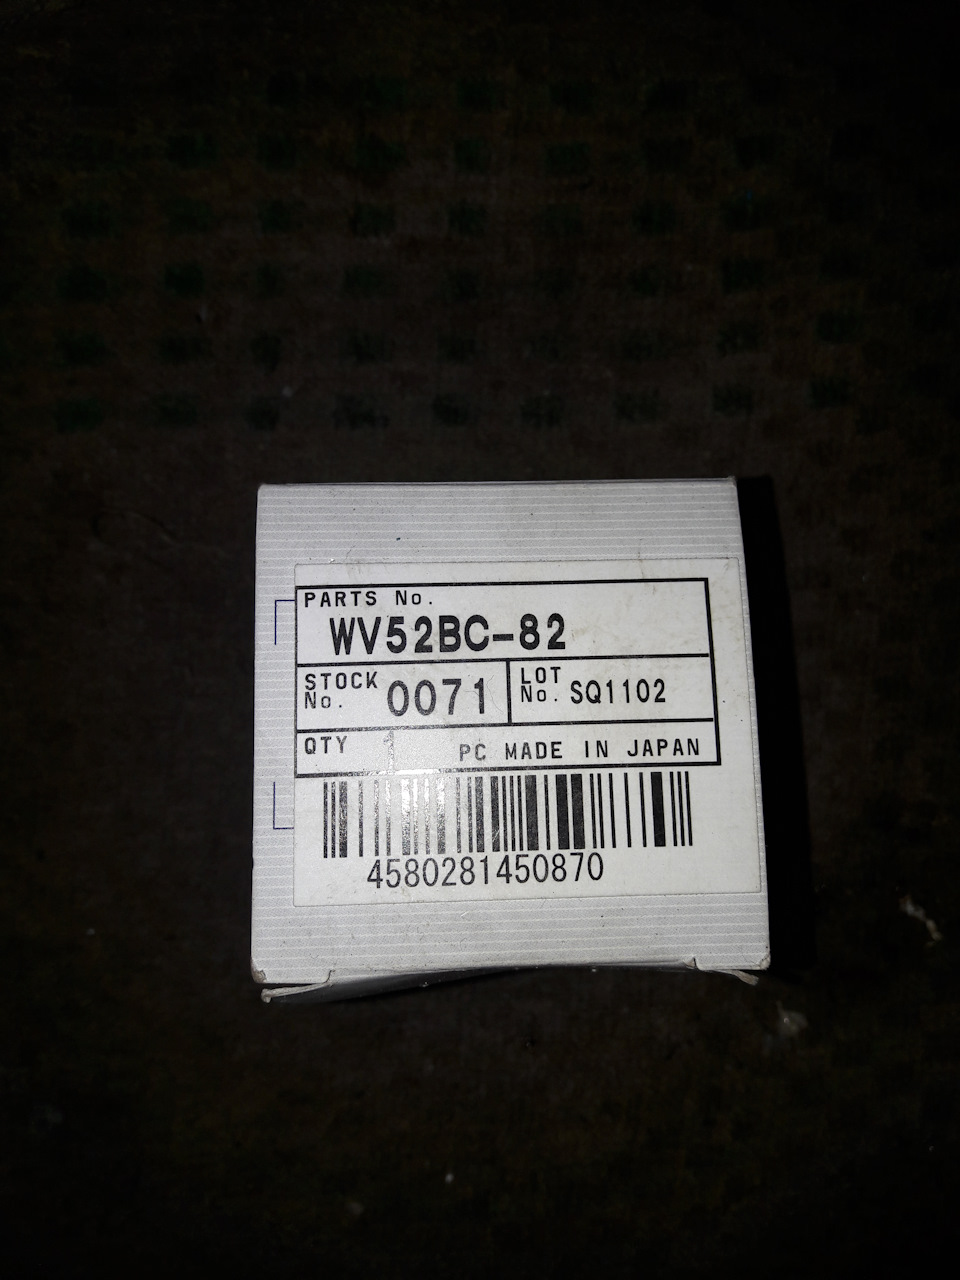 PARTS No.
WV52BC-82
STOCK No. 0071
LOT No. SQ1102
QTY 1 PC MADE IN JAPAN
4580281450870